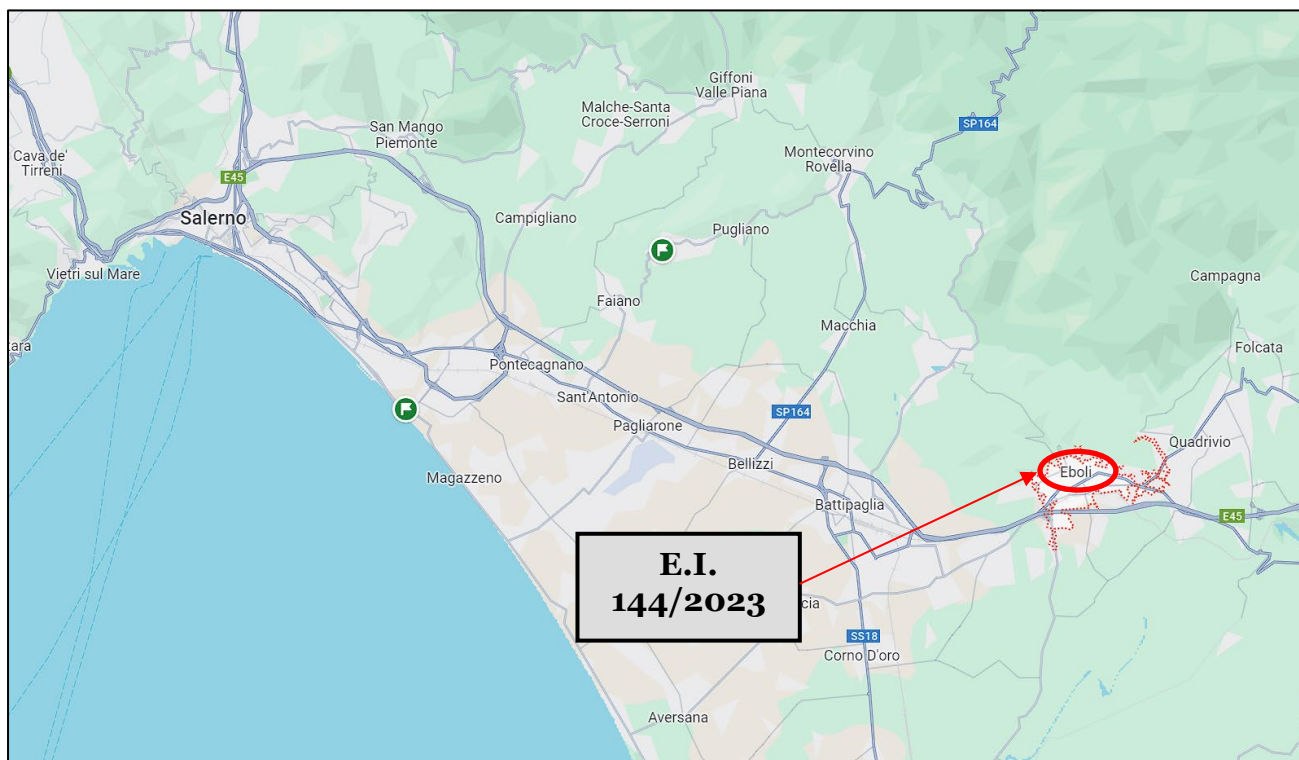 Giffoni
Valle Piana
Malche-Santa
Croce-Serroni
SP164
San Mango
Piemonte
Cava de'
Tirreni
Montecorvino
Rovella
E45
Salerno
Campigliano
Pugliano
Vietri sul Mare
Campagna
Faiano
Macchia
tara
Folcata
Pontecagnano
Sant'Antonio
SP164
Pagliarone
Quadrivio
Bellizzi
Eboli
Magazzeno
Battipaglia
E45
E.I.
144/2023
cia
SS18
Corno D'oro
Aversana